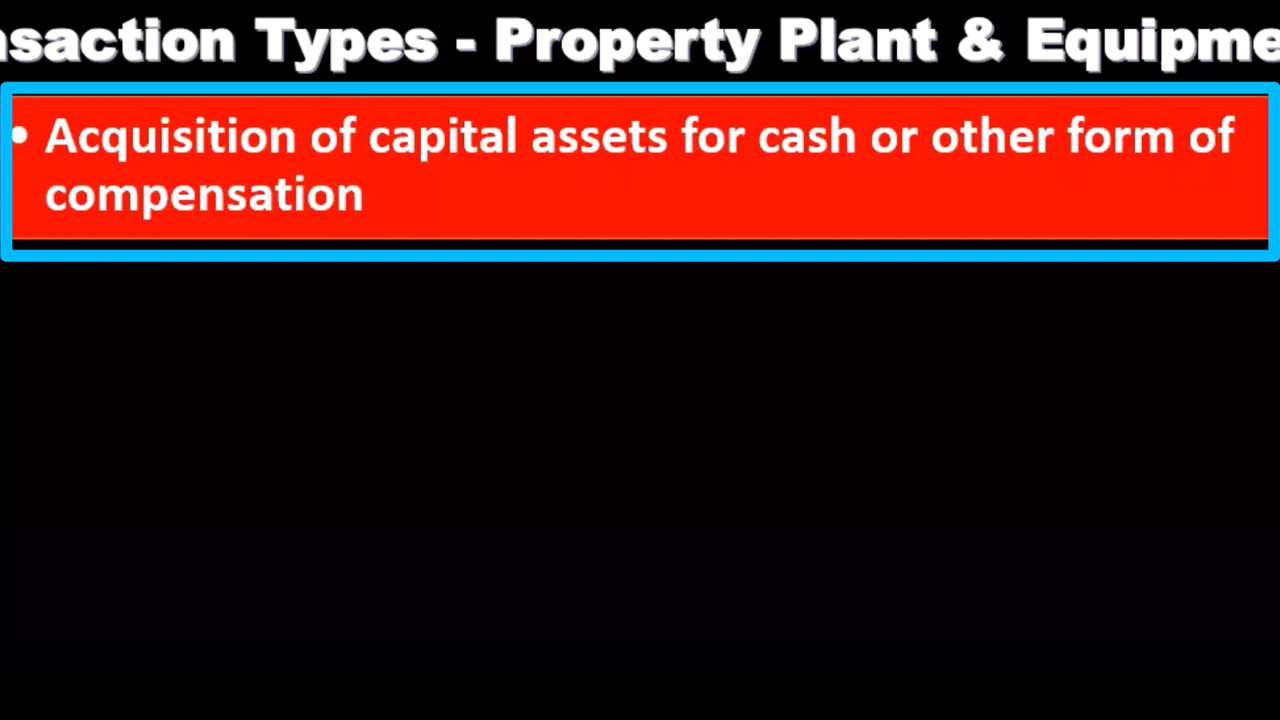 nsaction Types - Property Plant & Equipme
• Acquisition of capital assets for cash or other form of
compensation